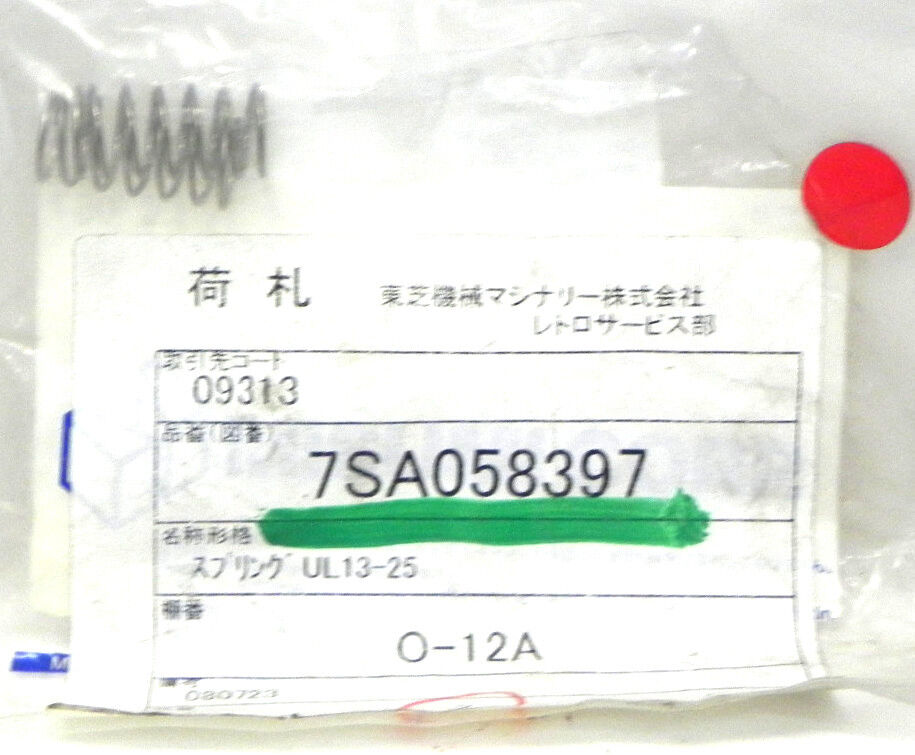 荷札
東芝機械マシナリー株式会社
レトロサービス部
取引先コード
09313
品番(図番)
7SA058397
名称形格
スプリング UL13-25
棚番
O-12A
備考
080723